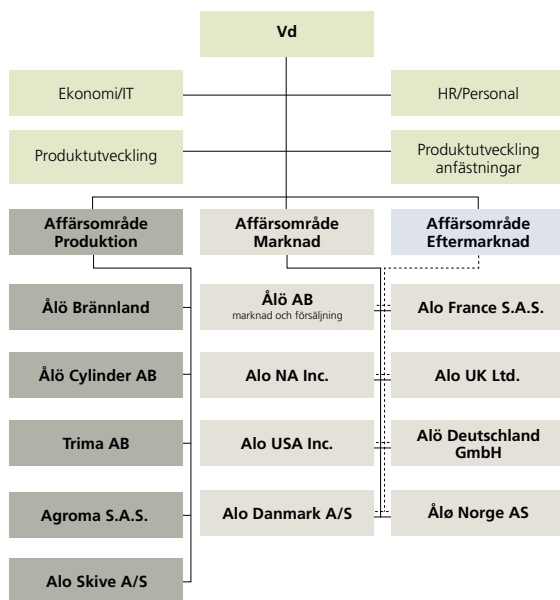 Vd
Ekonomi/IT
HR/Personal
Produktutveckling
Produktutveckling
anfästningar
Affärsområde
Produktion
Affärsområde
Marknad
Affärsområde
Eftermarknad
Ålö Brännland
Ålö AB
marknad och försäljning
Alo France S.A.S.
Ålö Cylinder AB
Alo NA Inc.
Alo UK Ltd.
Trima AB
Alo USA Inc.
Alö Deutschland
GmbH
Agroma S.A.S.
Alo Danmark A/S
Ålø Norge AS
Alo Skive A/S